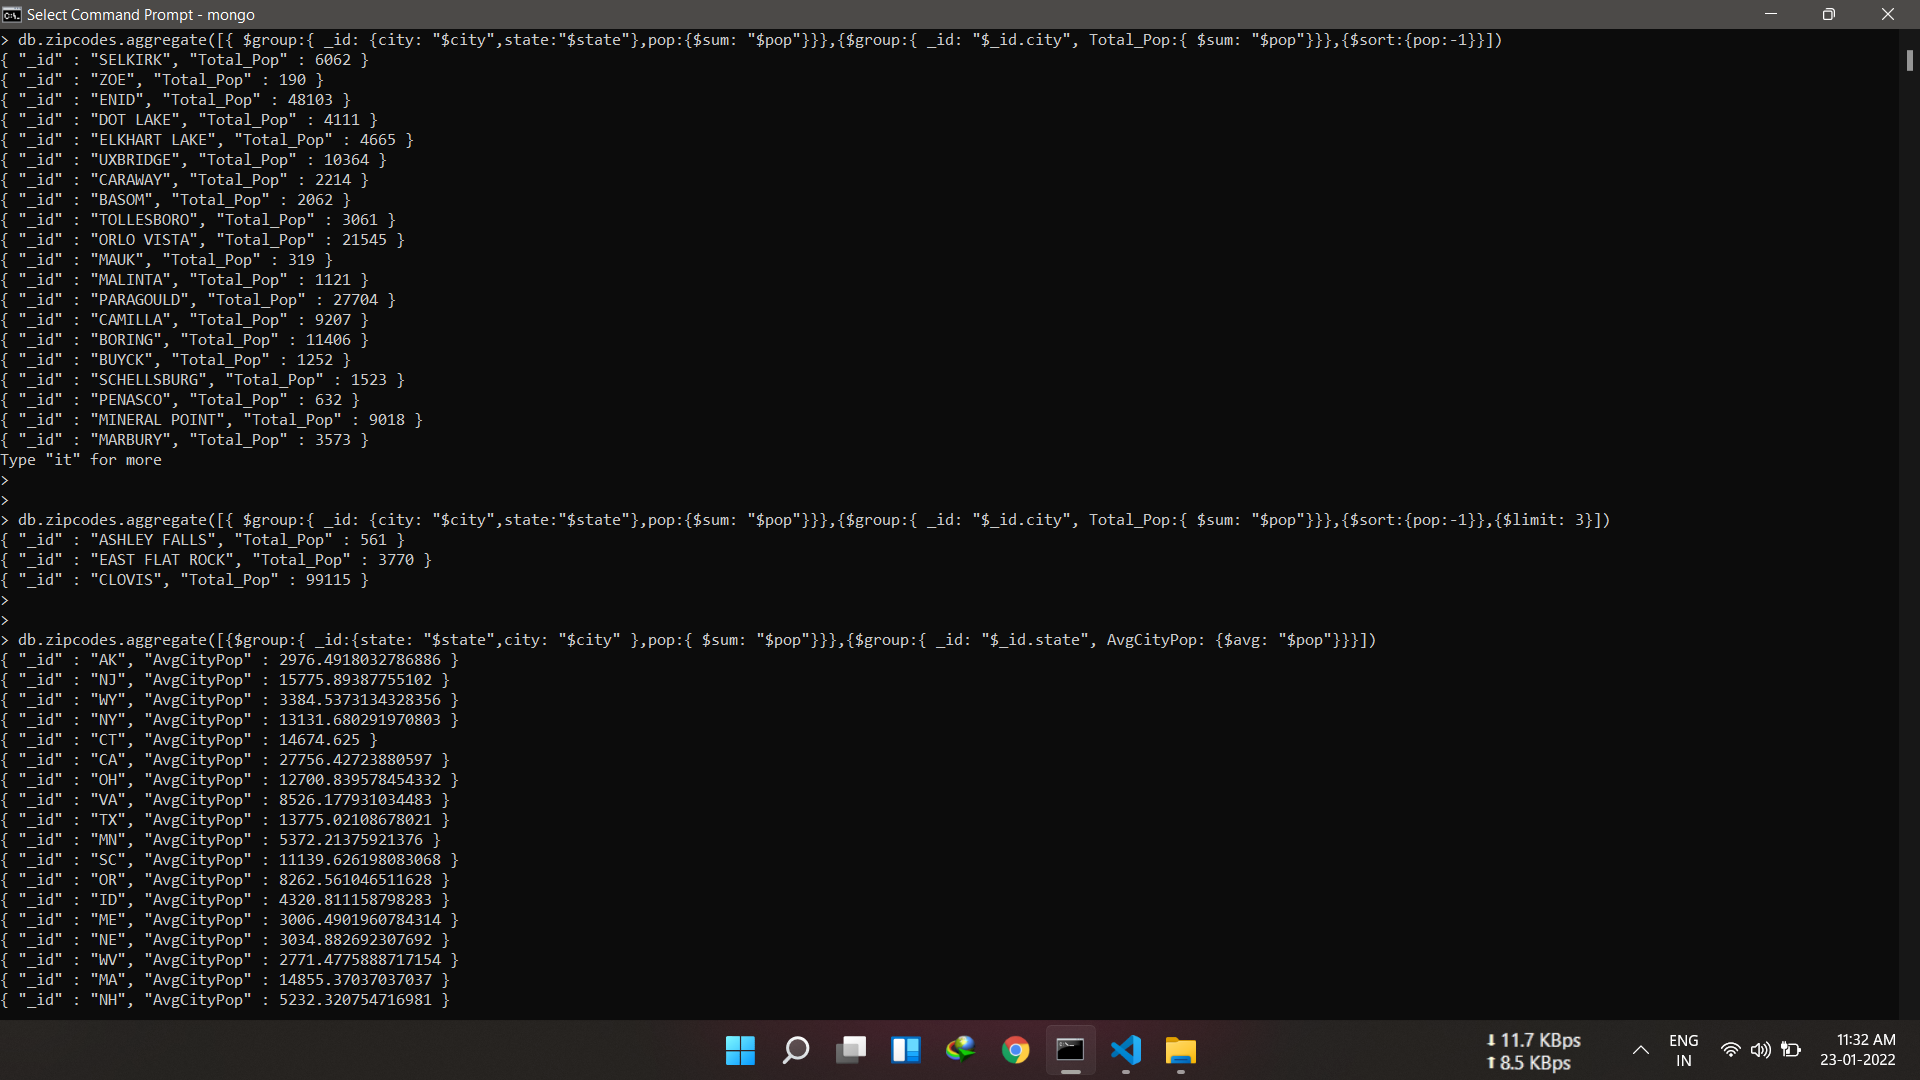 Select Command Prompt - mongo
> db.zipcodes.aggregate([{ $group:{ _id: {city: "$city",state:"$state"},pop:{$sum: "$pop"}}},{$group:{ _id: "$_id.city", Total_Pop:{ $sum: "$pop"}}},{$sort:{pop:-1}}])
{ "_id" : "SELKIRK", "Total_Pop" : 6062 }
{ "_id" : "ZOE", "Total_Pop" : 190 }
{ "_id" : "ENID", "Total_Pop" : 48103 }
{ "_id" : "DOT LAKE", "Total_Pop" : 4111 }
{ "_id" : "ELKHART LAKE", "Total_Pop" : 4665 }
{ "_id" : "UXBRIDGE", "Total_Pop" : 10364 }
{ "_id" : "CARAWAY", "Total_Pop" : 2214 }
{ "_id" : "BASOM", "Total_Pop" : 2062 }
{ "_id" : "TOLLESBORO", "Total_Pop" : 3061 }
{ "_id" : "ORLO VISTA", "Total_Pop" : 21545 }
{ "_id" : "MAUK", "Total_Pop" : 319 }
{ "_id" : "MALINTA", "Total_Pop" : 1121 }
{ "_id" : "PARAGOULD", "Total_Pop" : 27704 }
{ "_id" : "CAMILLA", "Total_Pop" : 9207 }
{ "_id" : "BORING", "Total_Pop" : 11406 }
{ "_id" : "BUYCK", "Total_Pop" : 1252 }
{ "_id" : "SCHELLSBURG", "Total_Pop" : 1523 }
{ "_id" : "PENASCO", "Total_Pop" : 632 }
{ "_id" : "MINERAL POINT", "Total_Pop" : 9018 }
{ "_id" : "MARBURY", "Total_Pop" : 3573 }
Type "it" for more
>
>
> db.zipcodes.aggregate([{ $group:{ _id: {city: "$city",state:"$state"},pop:{$sum: "$pop"}}},{$group:{ _id: "$_id.city", Total_Pop:{ $sum: "$pop"}}},{$sort:{pop:-1}},{$limit: 3}])
{ "_id" : "ASHLEY FALLS", "Total_Pop" : 561 }
{ "_id" : "EAST FLAT ROCK", "Total_Pop" : 3770 }
{ "_id" : "CLOVIS", "Total_Pop" : 99115 }
>
>
> db.zipcodes.aggregate([{$group:{ _id:{state: "$state",city: "$city" },pop:{ $sum: "$pop"}}},{$group:{ _id: "$_id.state", AvgCityPop: {$avg: "$pop"}}}])
{ "_id" : "AK", "AvgCityPop" : 2976.4918032786886 }
{ "_id" : "NJ", "AvgCityPop" : 15775.89387755102 }
{ "_id" : "WY", "AvgCityPop" : 3384.5373134328356 }
{ "_id" : "NY", "AvgCityPop" : 13131.680291970803 }
{ "_id" : "CT", "AvgCityPop" : 14674.625 }
{ "_id" : "CA", "AvgCityPop" : 27756.42723880597 }
{ "_id" : "OH", "AvgCityPop" : 12700.839578454332 }
{ "_id" : "VA", "AvgCityPop" : 8526.177931034483 }
{ "_id" : "TX", "AvgCityPop" : 13775.02108678021 }
{ "_id" : "MN", "AvgCityPop" : 5372.21375921376 }
{ "_id" : "SC", "AvgCityPop" : 11139.626198083068 }
{ "_id" : "OR", "AvgCityPop" : 8262.561046511628 }
{ "_id" : "ID", "AvgCityPop" : 4320.811158798283 }
{ "_id" : "ME", "AvgCityPop" : 3006.4901960784314 }
{ "_id" : "NE", "AvgCityPop" : 3034.882692307692 }
{ "_id" : "WV", "AvgCityPop" : 2771.4775888717154 }
{ "_id" : "MA", "AvgCityPop" : 14855.37037037037 }
{ "_id" : "NH", "AvgCityPop" : 5232.320754716981 }
11.7 KBps
8.5 KBps
ENG
IN
11:32 AM
23-01-2022